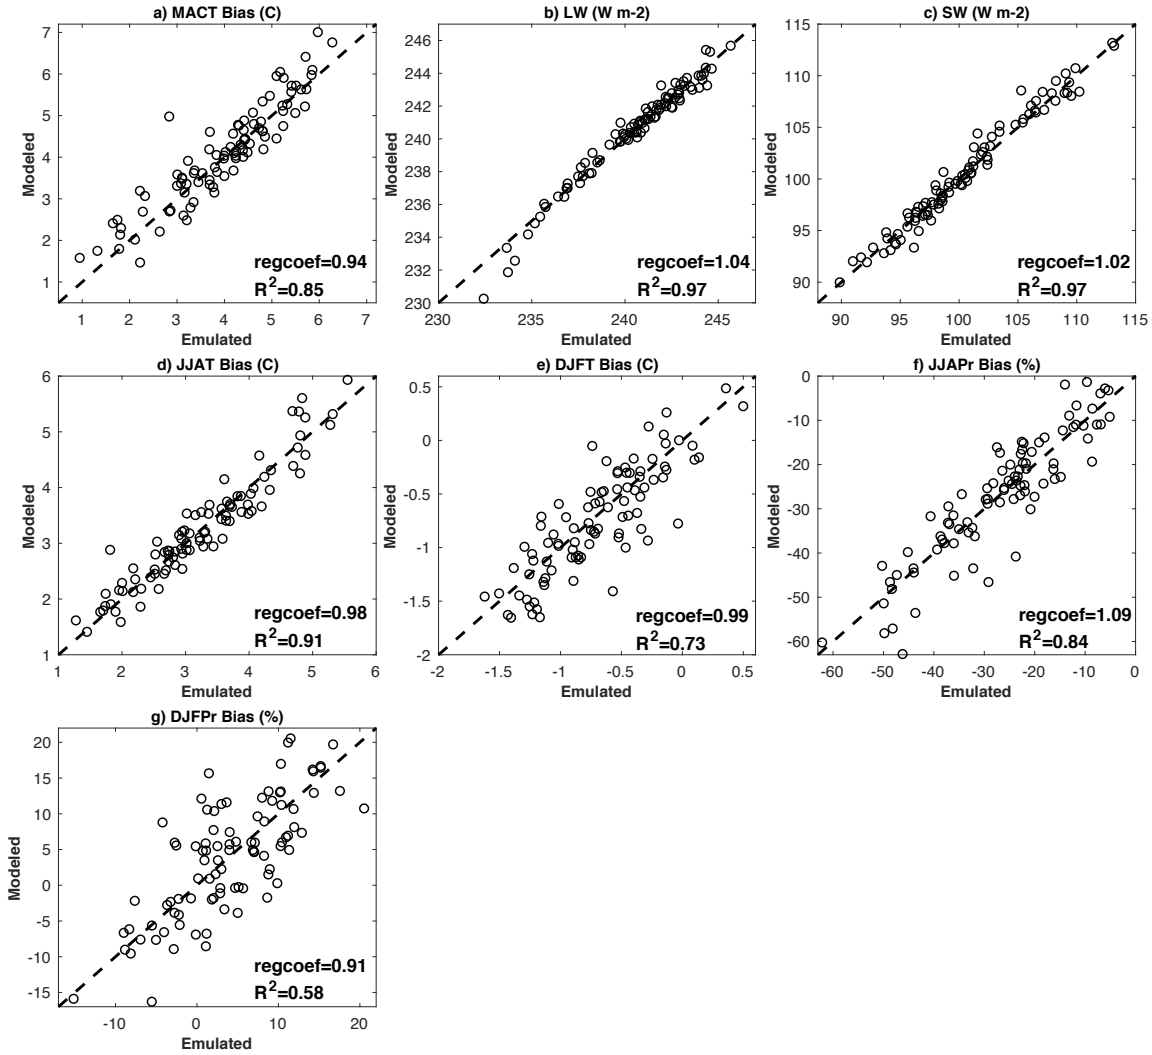 a) MACT Bias (C)
7
6
5
4
3
2
1
Modeled
1 2 3 4 5 6 7
Emulated
regcoef=0.94
R²=0.85
b) LW (W m-2)
246
244
242
240
238
236
234
232
230
Modeled
230 235 240 245
Emulated
regcoef=1.04
R²=0.97
c) SW (W m-2)
115
110
105
100
95
90
Modeled
90 95 100 105 110 115
Emulated
regcoef=1.02
R²=0.97
d) JJAT Bias (C)
6
5
4
3
2
1
Modeled
1 2 3 4 5 6
Emulated
regcoef=0.98
R²=0.91
e) DJFT Bias (C)
0.5
0
-0.5
-1
-1.5
-2
Modeled
-2 -1.5 -1 -0.5 0 0.5
Emulated
regcoef=0.99
R²=0.73
f) JJAPr Bias (%)
0
-10
-20
-30
-40
-50
-60
Modeled
-60 -50 -40 -30 -20 -10 0
Emulated
regcoef=1.09
R²=0.84
g) DJFPr Bias (%)
20
15
10
5
0
-5
-10
-15
Modeled
-10 0 10 20
Emulated
regcoef=0.91
R²=0.58